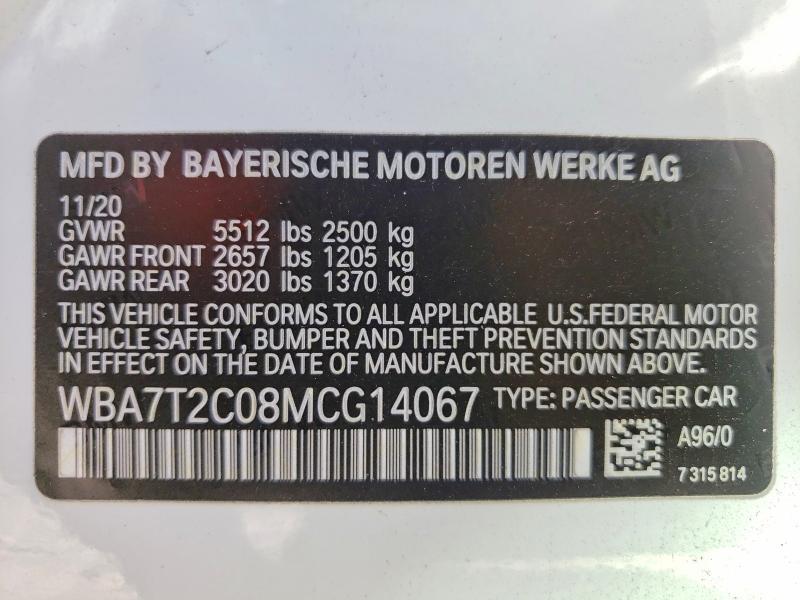 MFD BY BAYERISCHE MOTOREN WERKE AG
11/20
GVWR 5512 lbs 2500 kg
GAWR FRONT 2657 lbs 1205 kg
GAWR REAR 3020 lbs 1370 kg
THIS VEHICLE CONFORMS TO ALL APPLICABLE U.S.FEDERAL MOTOR
VEHICLE SAFETY, BUMPER AND THEFT PREVENTION STANDARDS
IN EFFECT ON THE DATE OF MANUFACTURE SHOWN ABOVE.
WBA7T2C08MCG14067 TYPE: PASSENGER CAR
A96/0
7 315 814